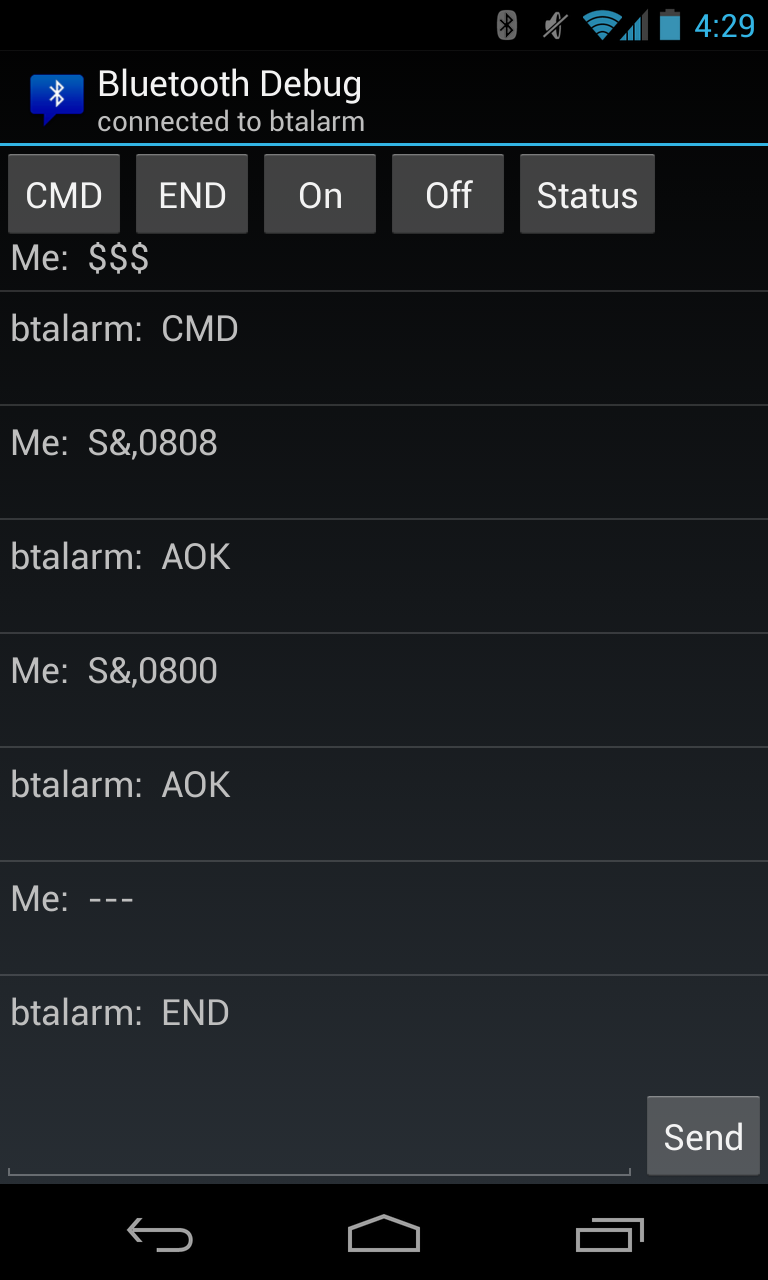 4:29
Bluetooth Debug
connected to btalarm
CMD END On Off Status
Me: $$$
btalarm: CMD
Me: S&,0808
btalarm: AOK
Me: S&,0800
btalarm: AOK
Me: ---
btalarm: END
Send